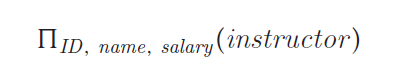 Π_{ID, name, salary}(instructor)